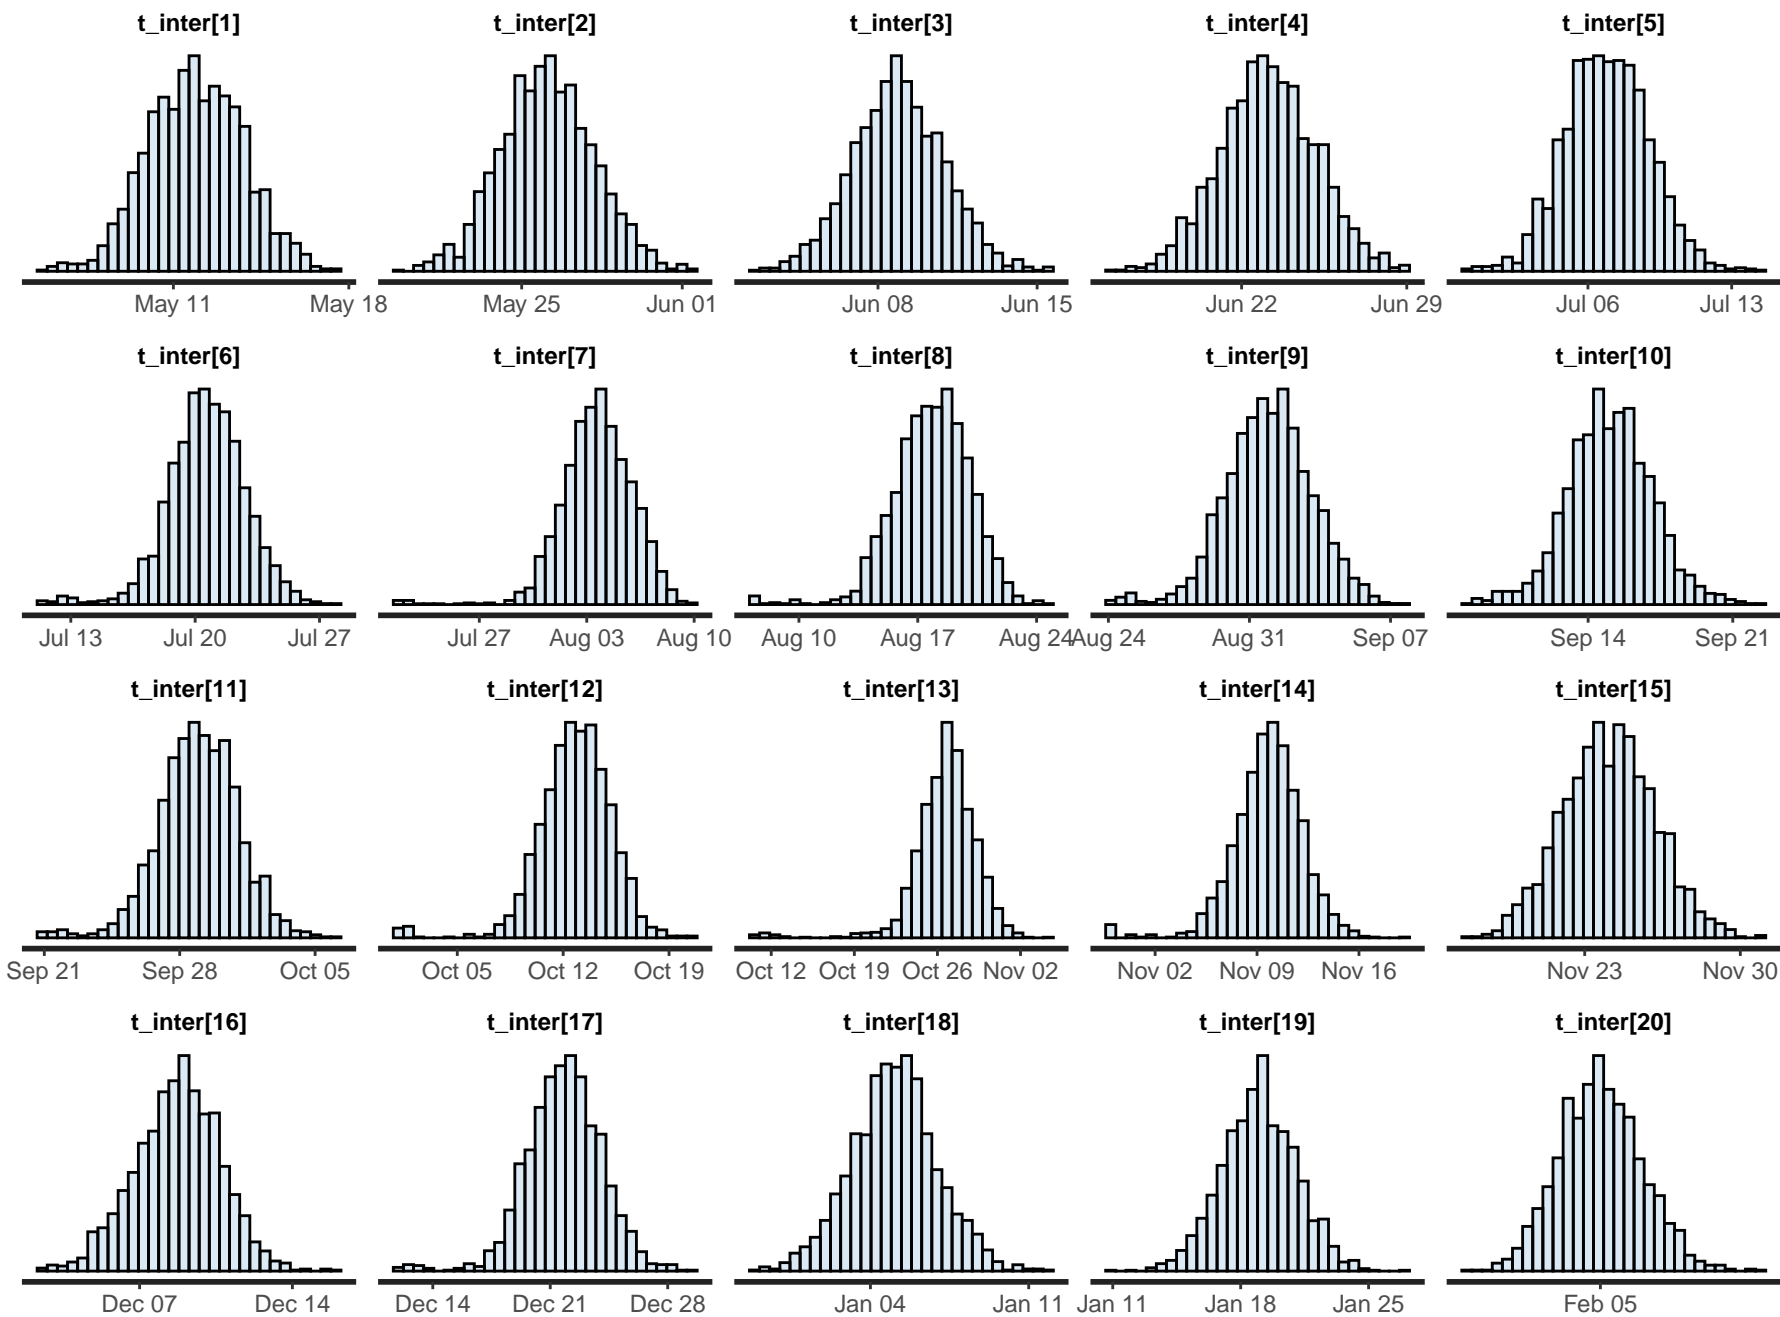 t_inter[1] t_inter[2] t_inter[3] t_inter[4] t_inter[5]
May 11 May 18 May 25 Jun 01 Jun 08 Jun 15 Jun 22 Jun 29 Jul 06 Jul 13
t_inter[6] t_inter[7] t_inter[8] t_inter[9] t_inter[10]
Jul 13 Jul 20 Jul 27 Jul 27 Aug 03 Aug 10 Aug 10 Aug 17 Aug 24 Aug 24 Aug 31 Sep 07 Sep 14 Sep 21
t_inter[11] t_inter[12] t_inter[13] t_inter[14] t_inter[15]
Sep 21 Sep 28 Oct 05 Oct 05 Oct 12 Oct 19 Oct 12 Oct 19 Oct 26 Nov 02 Nov 02 Nov 09 Nov 16 Nov 23 Nov 30
t_inter[16] t_inter[17] t_inter[18] t_inter[19] t_inter[20]
Dec 07 Dec 14 Dec 14 Dec 21 Dec 28 Jan 04 Jan 11 Jan 11 Jan 18 Jan 25 Feb 05